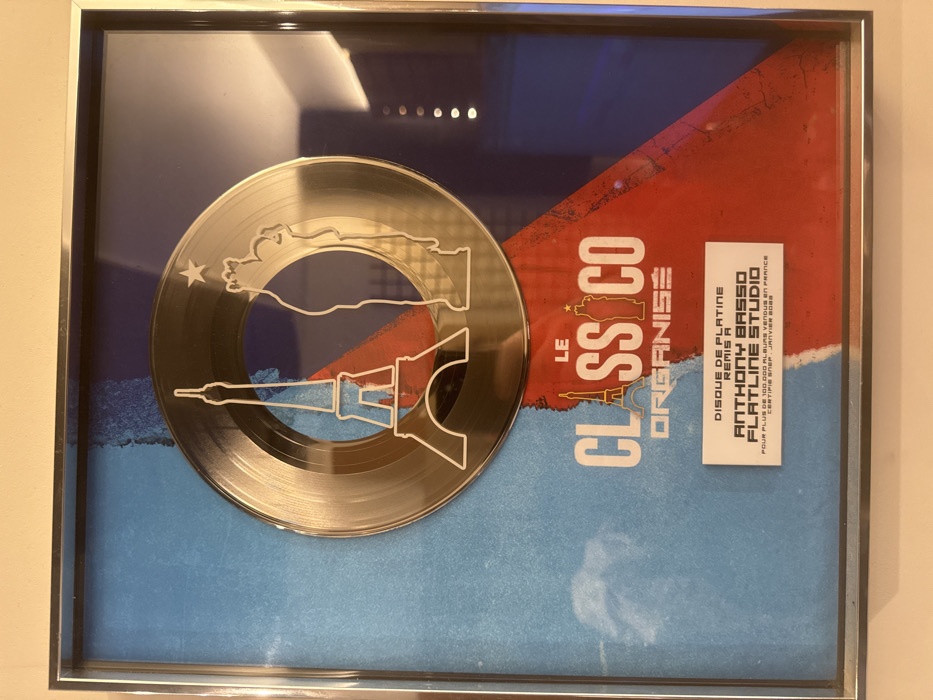 LE
CLASSICO
ORGANISÉ
DISQUE DE PLATINE
REMIS A
ANTHONY BASSO
FLATLINE STUDIO
POUR PLUS DE 100.000 ALBUMS VENDUS EN FRANCE
CERTIFIÉ SNEP - JANVIER 2022